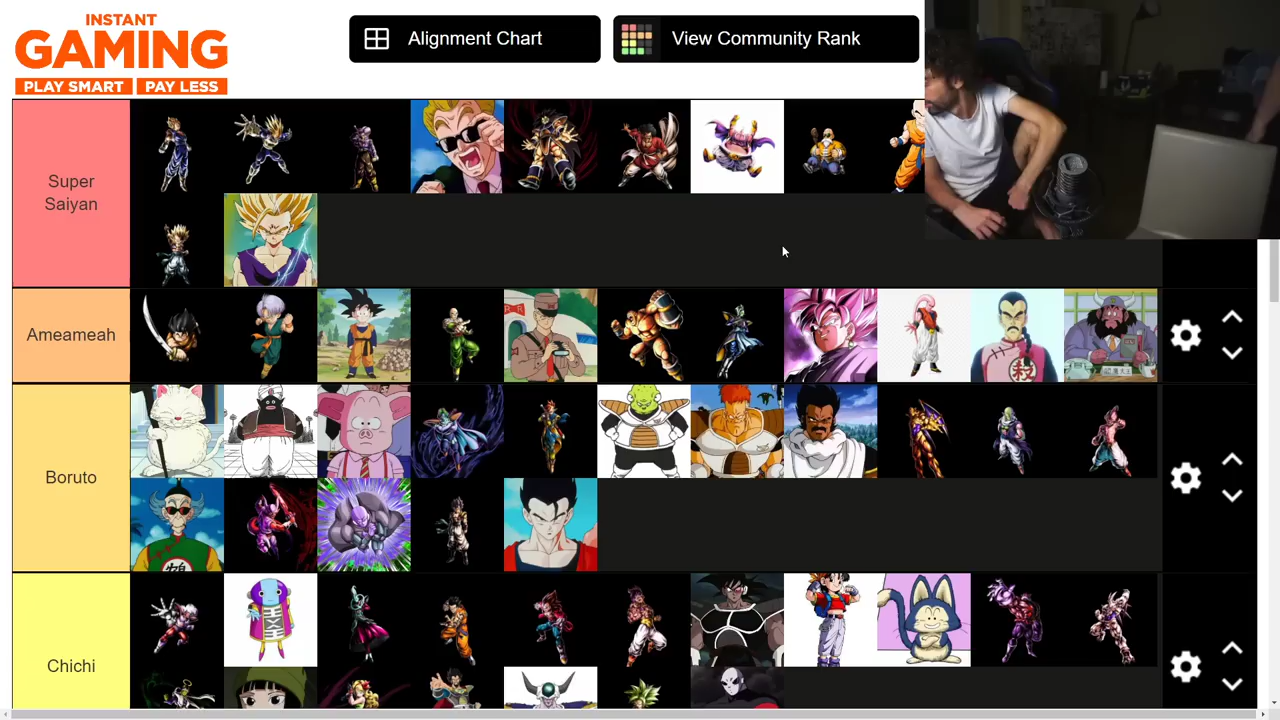 INSTANT
GAMING
PLAY SMART PAY LESS
Alignment Chart
View Community Rank
Super
Saiyan
Ameameah
Boruto
Chichi